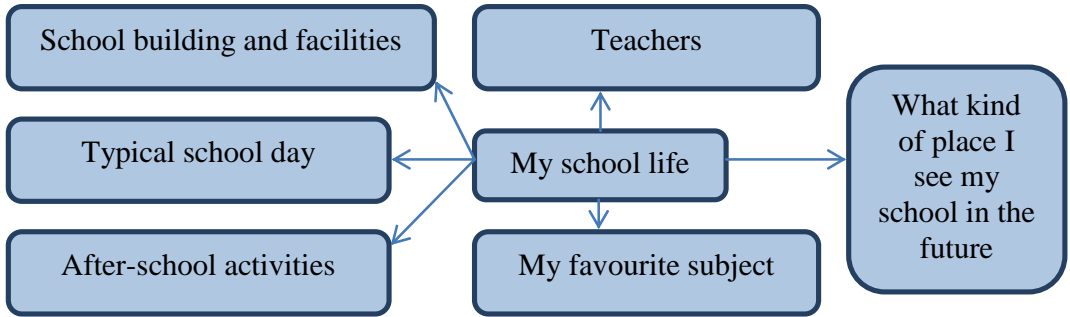 School building and facilities
Teachers
What kind
of place I
see my
school in the
future
Typical school day
My school life
After-school activities
My favourite subject